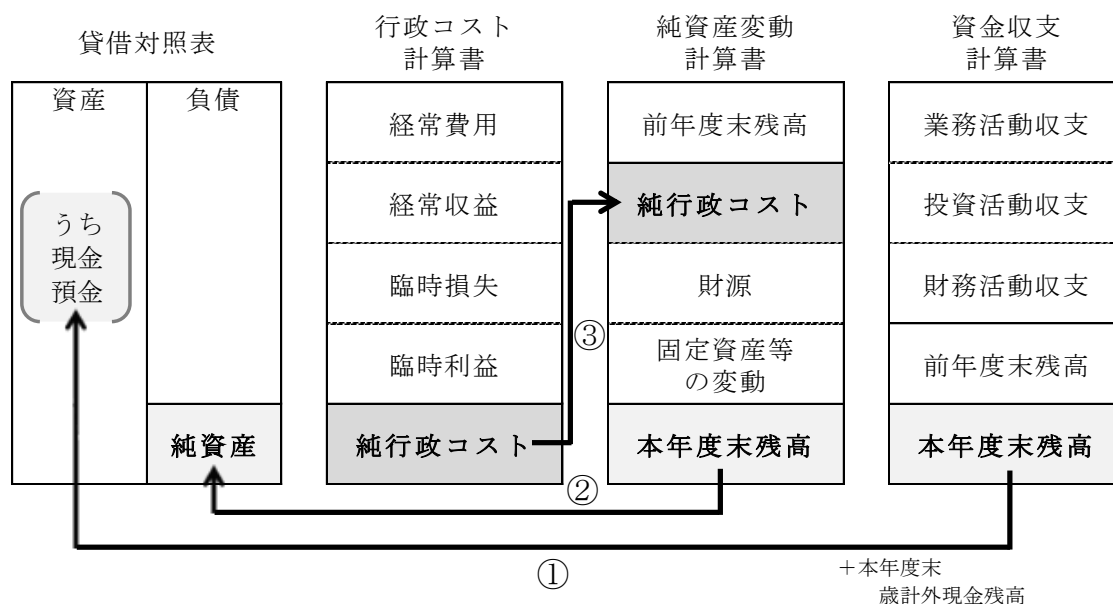 貸借対照表
資産
負債
うち
現金
預金
純資産
行政コスト
計算書
経常費用
経常収益
臨時損失
臨時利益
純行政コスト
純資産変動
計算書
前年度末残高
純行政コスト
財源
固定資産等
の変動
本年度末残高
資金収支
計算書
業務活動収支
投資活動収支
財務活動収支
前年度末残高
本年度末残高
③
②
①
＋本年度末
歳計外現金残高